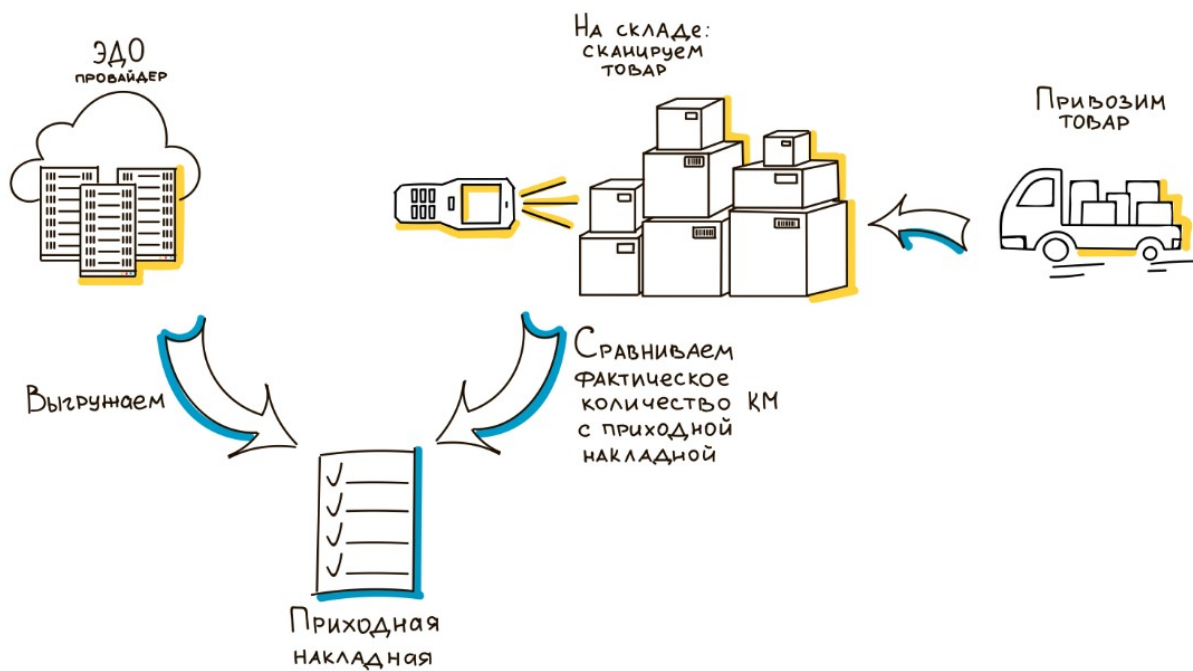 ЭДО
ПРОВАЙДЕР
НА СКЛАДЕ:
СКАНИРУЕМ
ТОВАР
ПРИВОЗИМ
ТОВАР
ВЫГРУЖАЕМ
СРАВНИВАЕМ
ФАКТИЧЕСКОЕ
КОЛИЧЕСТВО КМ
С ПРИХОДНОЙ
НАКЛАДНОЙ
ПРИХОДНАЯ
НАКЛАДНАЯ